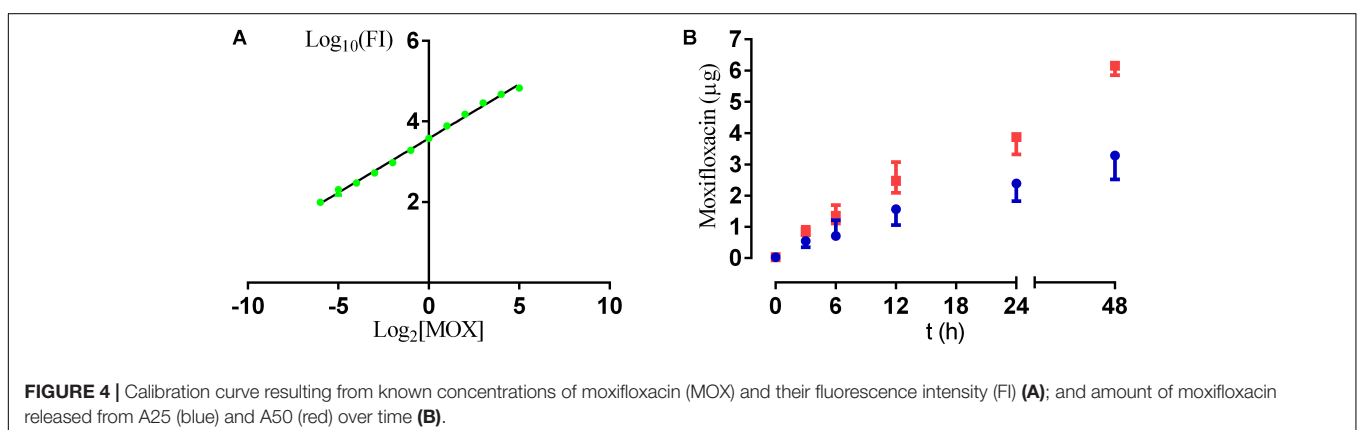 A
Log10(FI)
6
4
2
-10 -5 0 5 10
Log2[MOX]
B
Moxifloxacin (µg)
7
6
5
4
3
2
1
0
0 6 12 18 24 48
t (h)
FIGURE 4 | Calibration curve resulting from known concentrations of moxifloxacin (MOX) and their fluorescence intensity (FI) (A); and amount of moxifloxacin
released from A25 (blue) and A50 (red) over time (B).